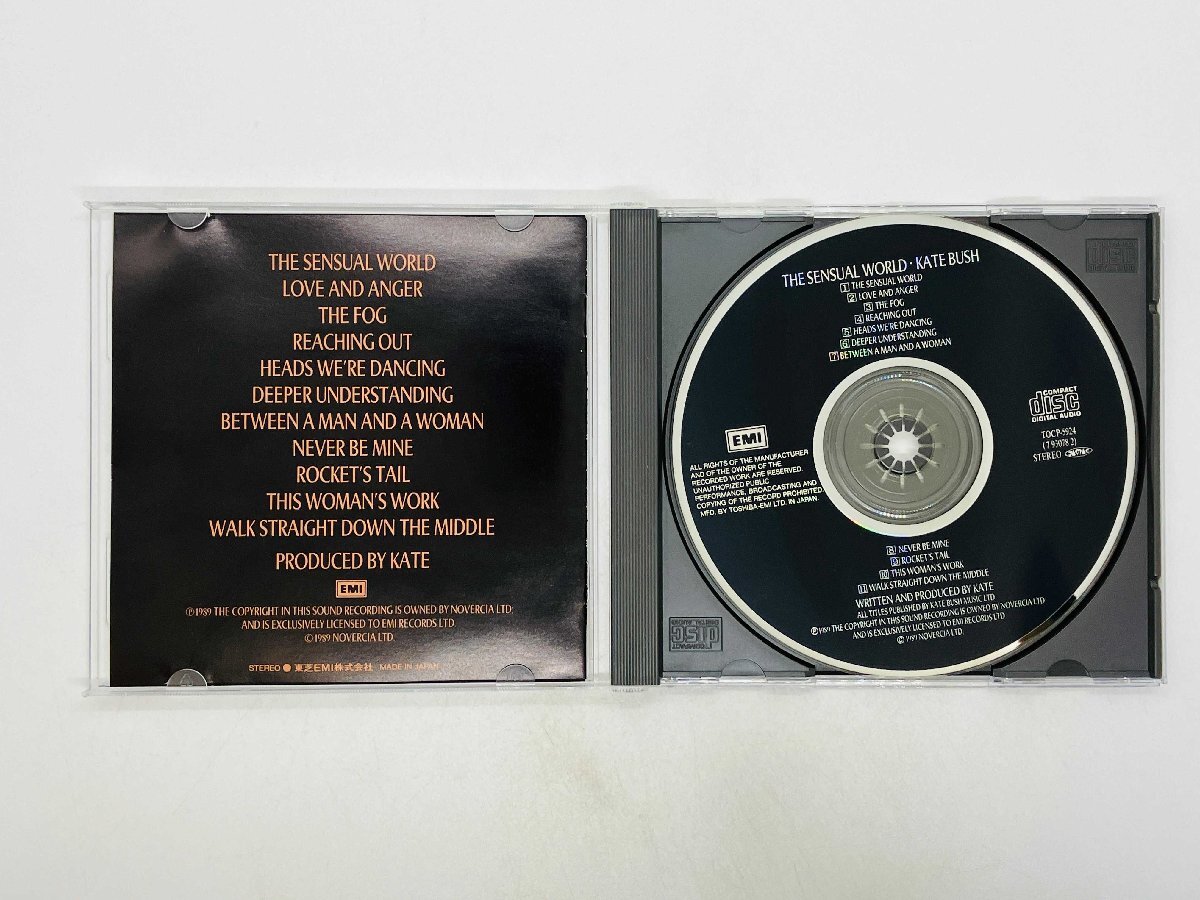 THE SENSUAL WORLD
LOVE AND ANGER
THE FOG
REACHING OUT
HEADS WE'RE DANCING
DEEPER UNDERSTANDING
BETWEEN A MAN AND A WOMAN
NEVER BE MINE
ROCKET'S TAIL
THIS WOMAN'S WORK
WALK STRAIGHT DOWN THE MIDDLE
PRODUCED BY KATE
EMI
℗1989 THE COPYRIGHT IN THIS SOUND RECORDING IS OWNED BY NOVERCIA LTD;
AND IS EXCLUSIVELY LICENSED TO EMI RECORDS LTD.
©1989 NOVERCIA LTD.
STEREO ● 東芝EMI株式会社 MADE IN JAPAN
THE SENSUAL WORLD · KATE BUSH
1 THE SENSUAL WORLD
2 LOVE AND ANGER
3 THE FOG
4 REACHING OUT
5 HEADS WE'RE DANCING
6 DEEPER UNDERSTANDING
7 BETWEEN A MAN AND A WOMAN
EMI
ALL RIGHTS OF THE MANUFACTURER
AND OF THE OWNER OF THE
RECORDED WORK ARE RESERVED.
UNAUTHORIZED PUBLIC
PERFORMANCE, BROADCASTING AND
COPYING OF THE RECORD PROHIBITED.
MFD. BY TOSHIBA-EMI LTD. IN JAPAN.
COMPACT
disc
DIGITAL AUDIO
TOCP-5924
(7 93078 2)
STEREO
8 NEVER BE MINE
9 ROCKET'S TAIL
10 THIS WOMAN'S WORK
11 WALK STRAIGHT DOWN THE MIDDLE
WRITTEN AND PRODUCED BY KATE
ALL TITLES PUBLISHED BY KATE BUSH MUSIC LTD
℗1989 THE COPYRIGHT IN THIS SOUND RECORDING IS OWNED BY NOVERCIA LTD
AND IS EXCLUSIVELY LICENSED TO EMI RECORDS LTD
© 1989 NOVERCIA LTD.
COMPACT
disc
DIGITAL AUDIO